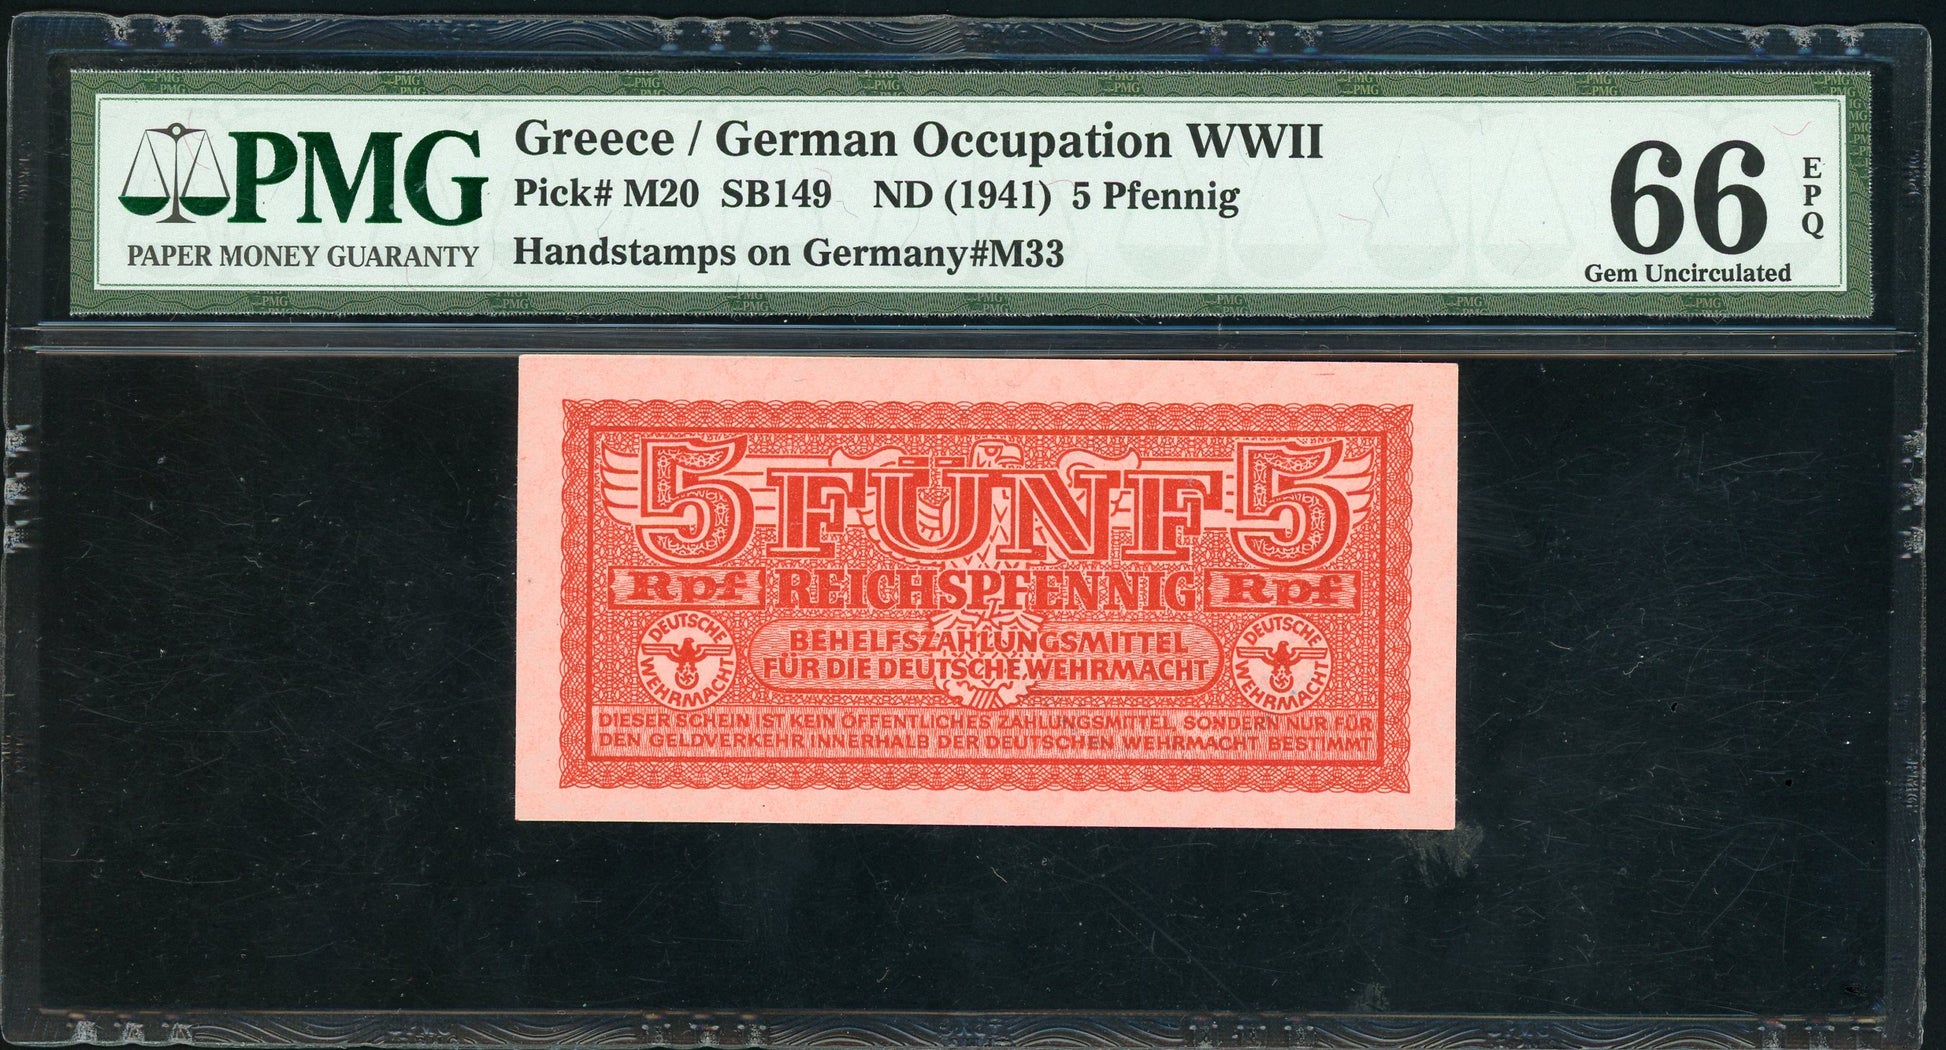 PMG
PAPER MONEY GUARANTY
Greece / German Occupation WWII
Pick# M20 SB149 ND (1941) 5 Pfennig
Handstamps on Germany#M33
66
EPQ
Gem Uncirculated
5 FÜNF 5
Rpf REICHSPFENNIG Rpf
DEUTSCHE WEHRMACHT
BEHELFSZAHLUNGSMITTEL
FÜR DIE DEUTSCHE WEHRMACHT
DEUTSCHE WEHRMACHT
DIESER SCHEIN IST KEIN ÖFFENTLICHES ZAHLUNGSMITTEL, SONDERN NUR FÜR
DEN GELDVERKEHR INNERHALB DER DEUTSCHEN WEHRMACHT BESTIMMT